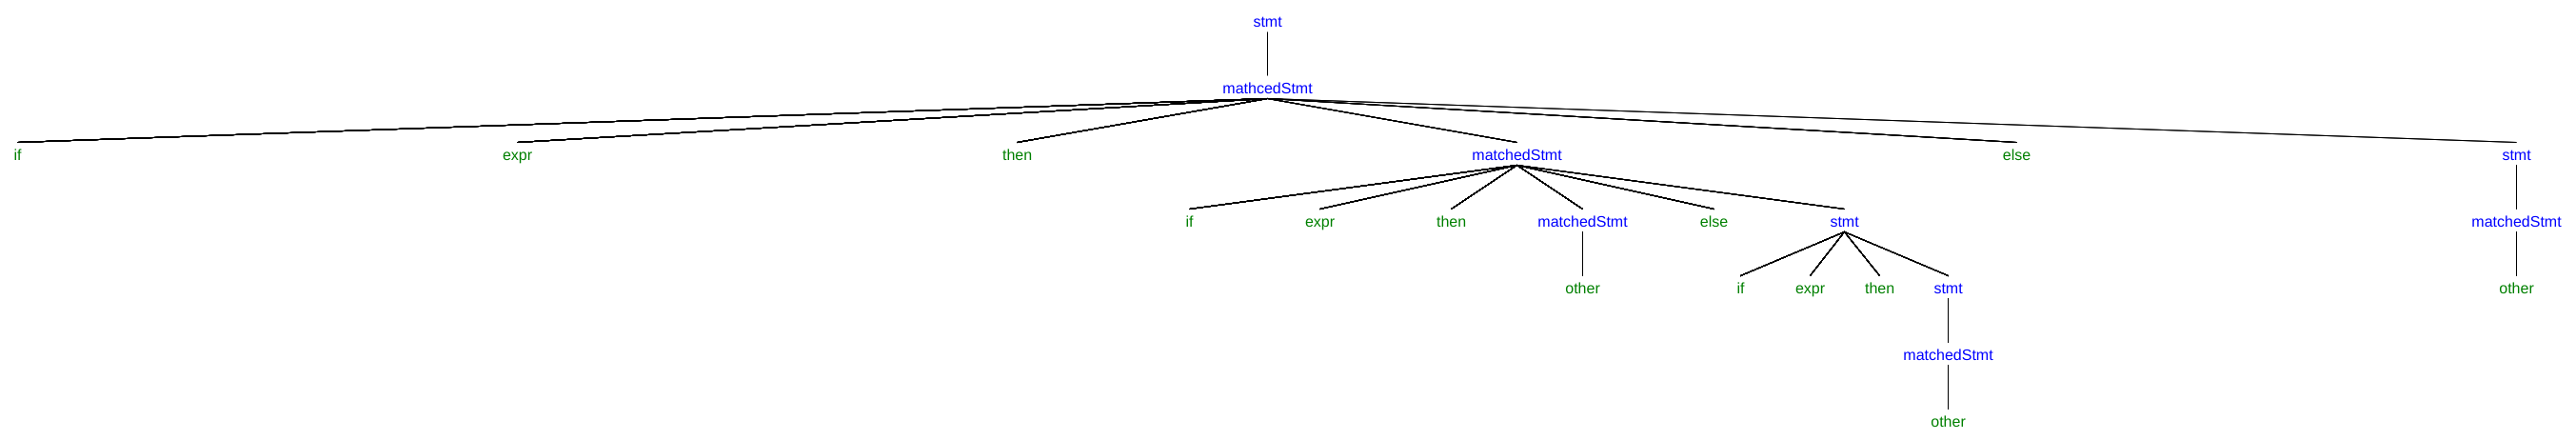 stmt
mathcedStmt
if expr then matchedStmt else stmt
if expr then matchedStmt else stmt matchedStmt
other if expr then stmt other
matchedStmt
other